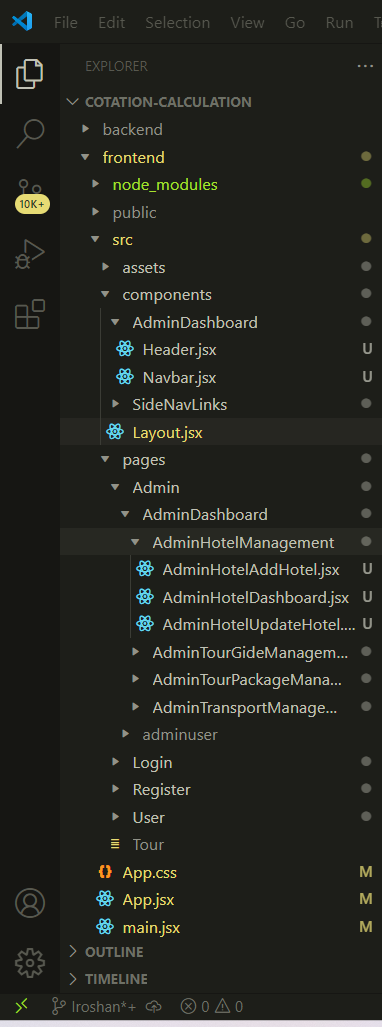 File Edit Selection View Go Run
EXPLORER ...
COTATION-CALCULATION
backend
frontend
node_modules
public
src
assets
components
AdminDashboard
Header.jsx U
Navbar.jsx U
SideNavLinks
Layout.jsx
pages
Admin
AdminDashboard
AdminHotelManagement
AdminHotelAddHotel.jsx U
AdminHotelDashboard.jsx U
AdminHotelUpdateHotel.... U
AdminTourGideManagem...
AdminTourPackageMana...
AdminTransportManage...
adminuser
Login
Register
User
Tour
App.css M
App.jsx M
main.jsx M
OUTLINE
TIMELINE
Iroshan*+ 0 0
10K+